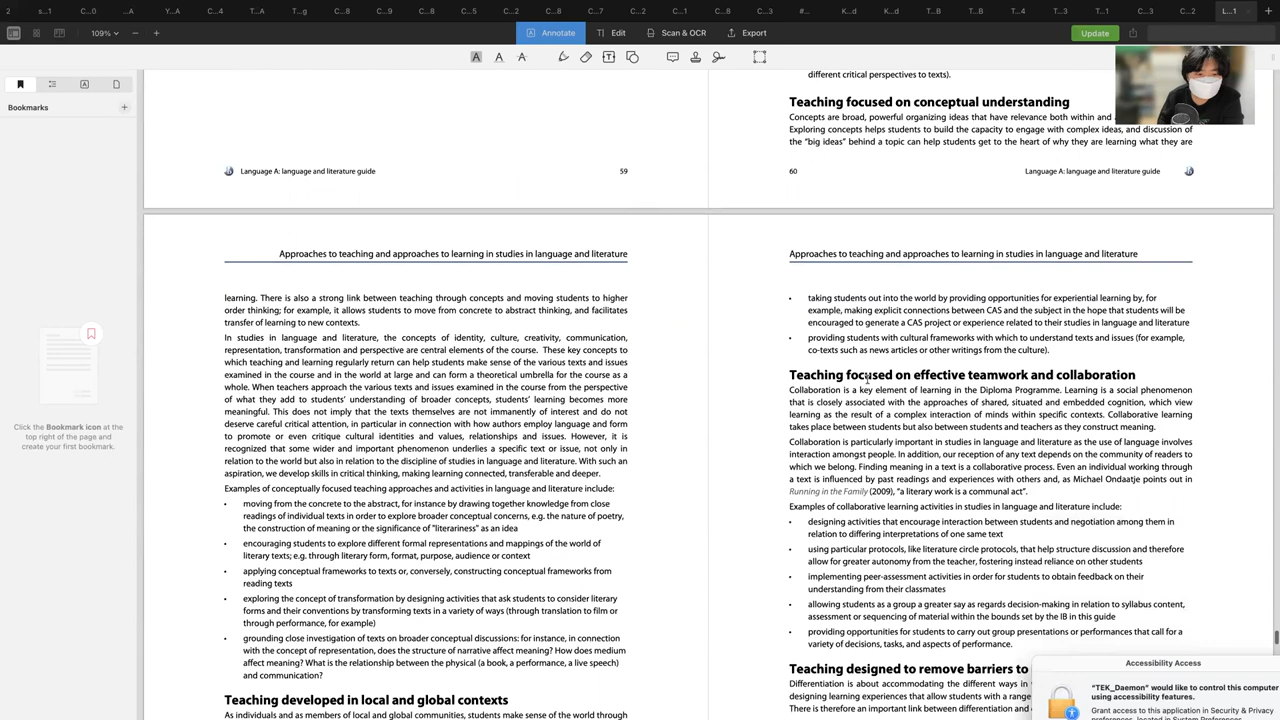 2
S...
A...
Y...A
C...4
A...
T...
U...
C...7
C...2
C...1
C...8
C...3
#...
K...d
K...d
T...B
T...G
T...4
T...3
C...3
C...2
L...1
109%
Annotate
Edit
Scan & OCR
Export
Update
Bookmarks
Click the Bookmark icon at the
top right of the page and
create your first bookmark.
Language A: language and literature guide
59
different critical perspectives to texts).
Teaching focused on conceptual understanding
Concepts are broad, powerful organizing ideas that have relevance both within and
Exploring concepts helps students to build the capacity to engage with complex ideas, and discussion of
the "big ideas" behind a topic can help students get to the heart of why they are learning what they are
60
Language A: language and literature guide
Approaches to teaching and approaches to learning in studies in language and literature
learning. There is also a strong link between teaching through concepts and moving students to higher
order thinking; for example, it allows students to move from concrete to abstract thinking, and facilitates
transfer of learning to new contexts.
In studies in language and literature, the concepts of identity, culture, creativity, communication,
representation, transformation and perspective are central elements of the course. These key concepts to
which teaching and learning regularly return can help students make sense of the various texts and issues
examined in the course and in the world at large and can form a theoretical umbrella for the course as a
whole. When teachers approach the various texts and issues examined in the course from the perspective
of what they add to students' understanding of broader concepts, students' learning becomes more
meaningful. This does not imply that the texts themselves are not immanently of interest and do not
deserve careful critical attention, in particular in connection with how authors employ language and form
to promote or even critique cultural identities and values, relationships and issues. However, it is
recognized that some wider and important phenomenon underlies a specific text or issue, not only in
relation to the world but also in relation to the discipline of studies in language and literature. With such an
aspiration, we develop skills in critical thinking, making learning connected, transferable and deeper.
Examples of conceptually focused teaching approaches and activities in language and literature include:
• moving from the concrete to the abstract, for instance by drawing together knowledge from close
readings of individual texts in order to explore broader conceptual concerns, e.g. the nature of poetry,
the construction of meaning or the significance of "literariness" as an idea
• encouraging students to explore different formal representations and mappings of the world of
literary texts; e.g. through literary form, format, purpose, audience or context
• applying conceptual frameworks to texts or, conversely, constructing conceptual frameworks from
reading texts
• exploring the concept of transformation by designing activities that ask students to consider literary
forms and their conventions by transforming texts in a variety of ways (through translation to film or
through performance, for example)
• grounding close investigation of texts on broader conceptual discussions: for instance, in connection
with the concept of representation, does the structure of narrative affect meaning? How does medium
affect meaning? What is the relationship between the physical (a book, a performance, a live speech)
and communication?
Teaching developed in local and global contexts
As individuals and as members of local and global communities, students make sense of the world through
Approaches to teaching and approaches to learning in studies in language and literature
• taking students out into the world by providing opportunities for experiential learning by, for
example, making explicit connections between CAS and the subject in the hope that students will be
encouraged to generate a CAS project or experience related to their studies in language and literature
• providing students with cultural frameworks with which to understand texts and issues (for example,
co-texts such as news articles or other writings from the culture).
Teaching focused on effective teamwork and collaboration
Collaboration is a key element of learning in the Diploma Programme. Learning is a social phenomenon
that is closely associated with the approaches of shared, situated and embedded cognition, which view
learning as the result of a complex interaction of minds within specific contexts. Collaborative learning
takes place between students but also between students and teachers as they construct meaning.
Collaboration is particularly important in studies in language and literature as the use of language involves
interaction amongst people. In addition, our reception of any text depends on the community of readers to
which we belong. Finding meaning in a text is a collaborative process. Even an individual working through
a text is influenced by past readings and experiences with others and, as Michael Ondaatje points out in
Running in the Family (2009), "a literary work is a communal act".
Examples of collaborative learning activities in studies in language and literature include:
• designing activities that encourage interaction between students and negotiation among them in
relation to differing interpretations of one same text
• using particular protocols, like literature circle protocols, that help structure discussion and therefore
allow for greater autonomy from the teacher, fostering instead reliance on other students
• implementing peer-assessment activities in order for students to obtain feedback on their
understanding from their classmates
• allowing students as a group a greater say as regards decision-making in relation to syllabus content,
assessment or sequencing of material within the bounds set by the IB in this guide
• providing opportunities for students to carry out group presentations or performances that call for a
variety of decisions, tasks, and aspects of performance.
Teaching designed to remove barriers to
Differentiation is about accommodating the different ways in
designing learning experiences that allow students with a range
There is therefore an important link between differentiation and
Accessibility Access
"TEK_Daemon" would like to control this computer
using accessibility features.
Grant access to this application in Security & Privacy
preferences, located in System Preferences.